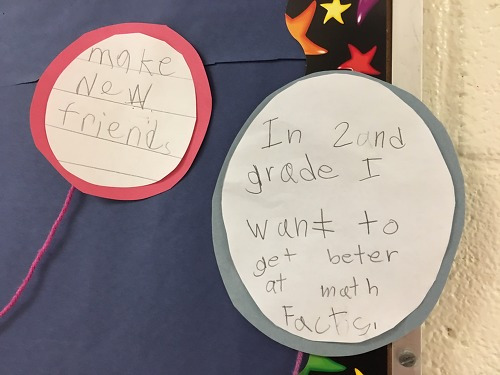 make
New
friends
In 2and
grade I
want to
get beter
at math
Factis.